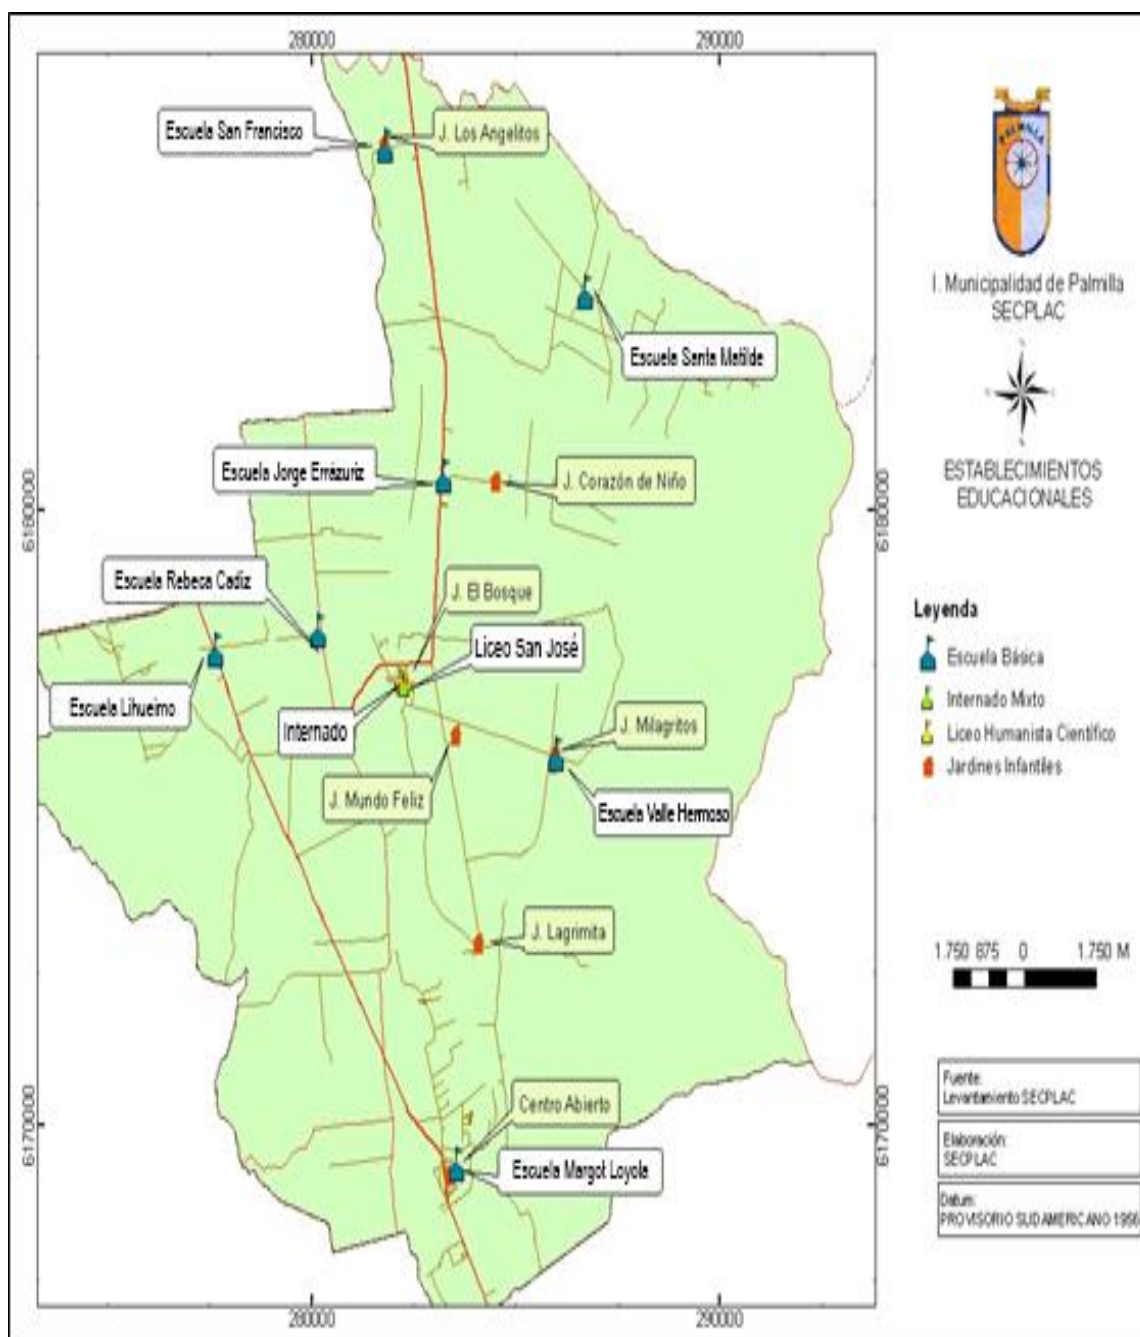 280000
290000
Escuela San Francisco
J. Los Angelitos
PALMILLA
I. Municipalidad de Palmilla
SECPLAC
Escuela Santa Matilde
ESTABLECIMIENTOS
EDUCACIONALES
Escuela Jorge Errázuriz
J. Corazón de Niño
6180000
6180000
Escuela Rebeca Cadiz
J. El Bosque
Liceo San José
Escuela Lihueimo
Internado
J. Milagritos
J. Mundo Feliz
Escuela Valle Hermoso
Leyenda
Escuela Básica
Internado Mixto
Liceo Humanista Científico
Jardines Infantiles
J. Lagrimita
1.750 875 0 1.750 M
Centro Abierto
Escuela Margot Loyola
6170000
6170000
Fuente:
Levantamiento SECPLAC
Elaboración:
SECPLAC
Datum:
PROVISORIO SUDAMERICANO 1956
280000
290000